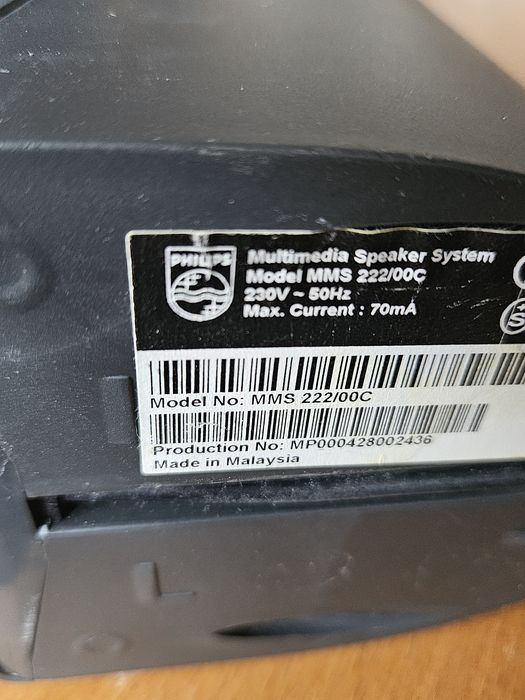 PHILIPS
Multimedia Speaker System
Model MMS 222/00C
230V ~ 50Hz
Max. Current : 70mA
S
Model No: MMS 222/00C
Production No: MP000428002436
Made in Malaysia
L